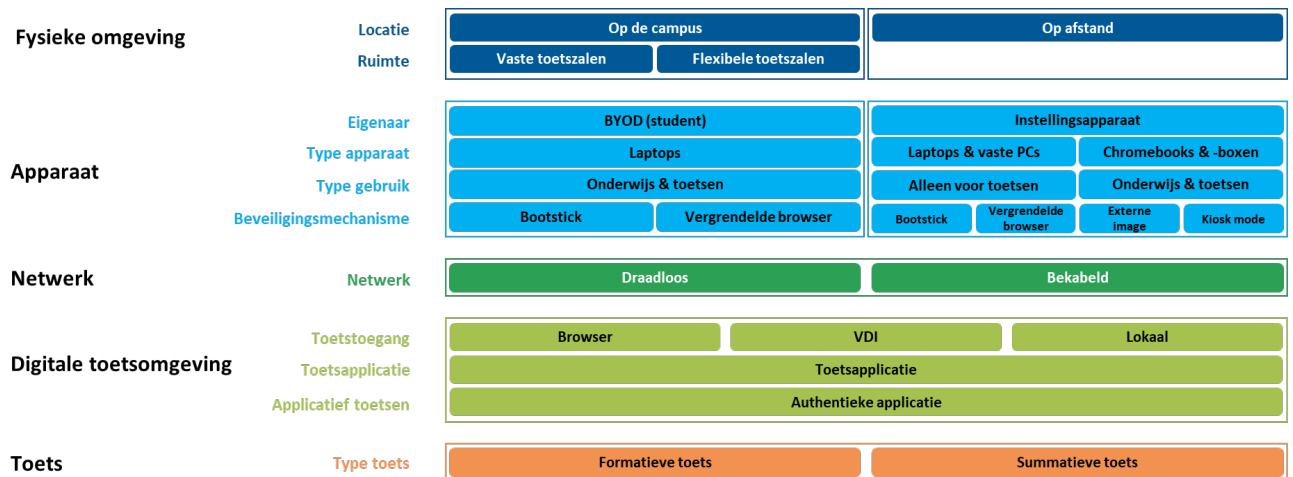 Fysieke omgeving
Locatie
Op de campus
Op afstand
Ruimte
Vaste toetszalen
Flexibele toetszalen
Apparaat
Eigenaar
BYOD (student)
Instellingsapparaat
Type apparaat
Laptops
Laptops & vaste PCs
Chromebooks & -boxen
Type gebruik
Onderwijs & toetsen
Alleen voor toetsen
Onderwijs & toetsen
Beveiligingsmechanisme
Bootstick
Vergrendelde browser
Bootstick
Vergrendelde
browser
Externe
image
Kiosk mode
Netwerk
Netwerk
Draadloos
Bekabeld
Digitale toetsomgeving
Toetstoegang
Browser
VDI
Lokaal
Toetsapplicatie
Toetsapplicatie
Applicatief toetsen
Authentieke applicatie
Toets
Type toets
Formatieve toets
Summatieve toets